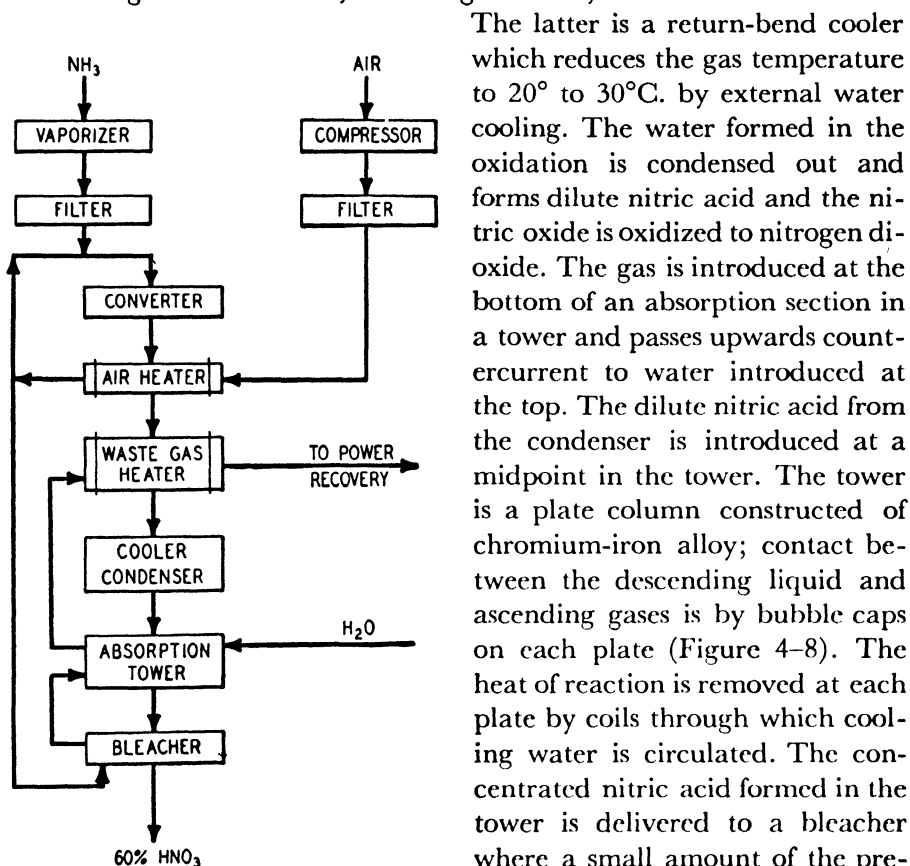 The latter is a return-bend cooler
which reduces the gas temperature
to 20° to 30°C. by external water
cooling. The water formed in the
oxidation is condensed out and
forms dilute nitric acid and the ni-
tric oxide is oxidized to nitrogen di-
oxide. The gas is introduced at the
bottom of an absorption section in
a tower and passes upwards count-
ercurrent to water introduced at
the top. The dilute nitric acid from
the condenser is introduced at a
midpoint in the tower. The tower
is a plate column constructed of
chromium-iron alloy; contact be-
tween the descending liquid and
ascending gases is by bubble caps
on each plate (Figure 4–8). The
heat of reaction is removed at each
plate by coils through which cool-
ing water is circulated. The con-
centrated nitric acid formed in the
tower is delivered to a bleacher
where a small amount of the pre-
NH₃
AIR
VAPORIZER
COMPRESSOR
FILTER
FILTER
CONVERTER
AIR HEATER
WASTE GAS
HEATER
TO POWER
RECOVERY
COOLER
CONDENSER
H₂O
ABSORPTION
TOWER
BLEACHER
60% HNO₃